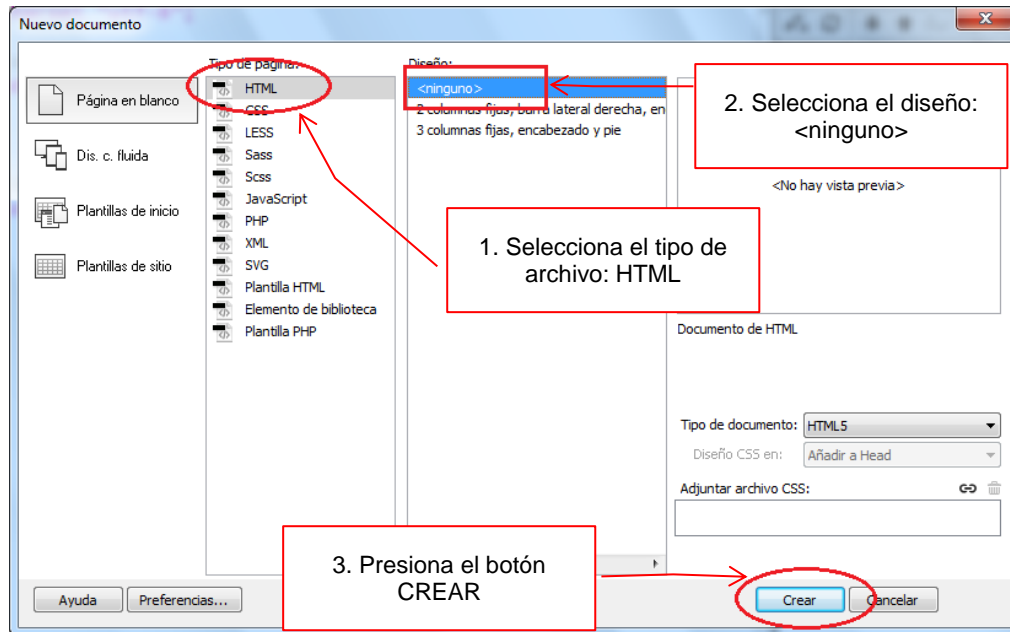 Nuevo documento
Tipo de página:
Diseño:
Página en blanco
Dis. c. fluida
Plantillas de inicio
Plantillas de sitio
HTML
CSS
LESS
Sass
Scss
JavaScript
PHP
XML
SVG
Plantilla HTML
Elemento de biblioteca
Plantilla PHP
<ninguno>
2 columnas fijas, barra lateral derecha, en
3 columnas fijas, encabezado y pie
2. Selecciona el diseño:
<ninguno>
<No hay vista previa>
1. Selecciona el tipo de
archivo: HTML
Documento de HTML
Tipo de documento: HTML5
Diseño CSS en: Añadir a Head
Adjuntar archivo CSS:
3. Presiona el botón
CREAR
Ayuda
Preferencias...
Crear
Cancelar